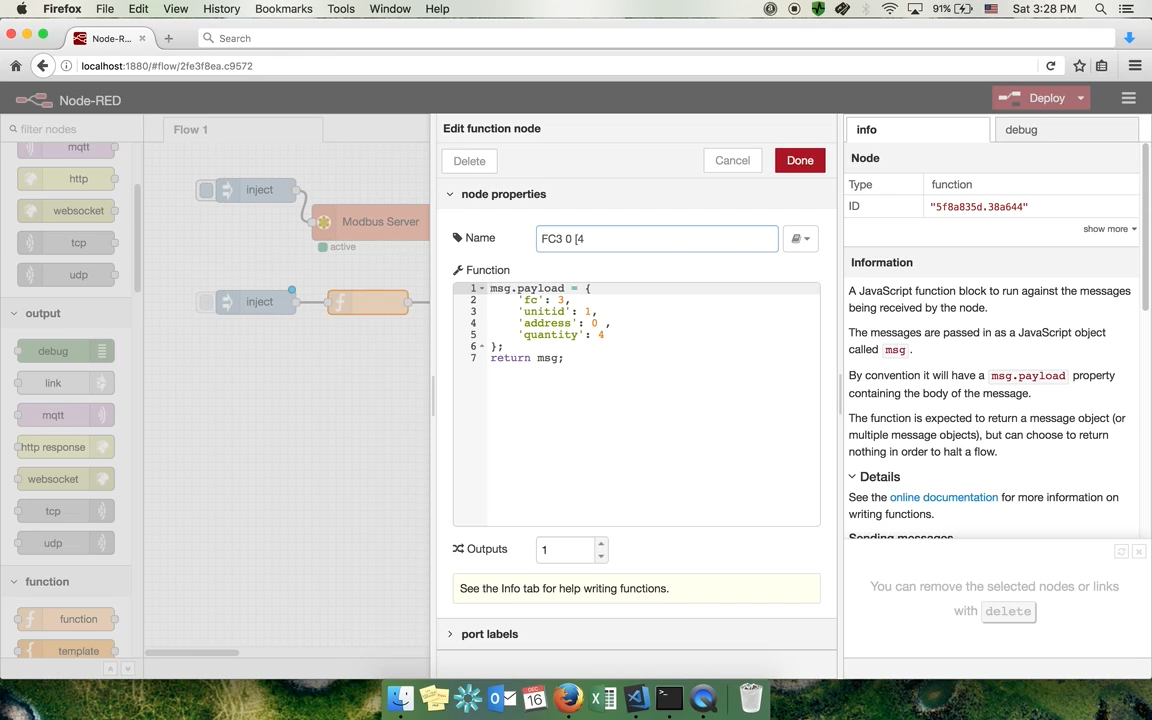 Firefox File Edit View History Bookmarks Tools Window Help 91% Sat 3:28 PM
Node-R... Search
localhost:1880/#flow/2fe3f8ea.c9572
Node-RED Deploy
filter nodes
Flow 1
mqtt
http
websocket
tcp
udp
output
debug
link
mqtt
http response
websocket
tcp
udp
function
function
template
inject
Modbus Server
active
inject
Edit function node
Delete Cancel Done
node properties
Name FC3 0 [4
Function
1 msg.payload = {
2 'fc': 3,
3 'unitid': 1,
4 'address': 0 ,
5 'quantity': 4
6 };
7 return msg;
Outputs 1
See the Info tab for help writing functions.
port labels
info debug
Node
Type function
ID "5f8a835d.38a644"
show more
Information
A JavaScript function block to run against the messages
being received by the node.
The messages are passed in as a JavaScript object
called msg .
By convention it will have a msg.payload property
containing the body of the message.
The function is expected to return a message object (or
multiple message objects), but can choose to return
nothing in order to halt a flow.
Details
See the online documentation for more information on
writing functions.
Sending messages
You can remove the selected nodes or links
with delete
DEC
16